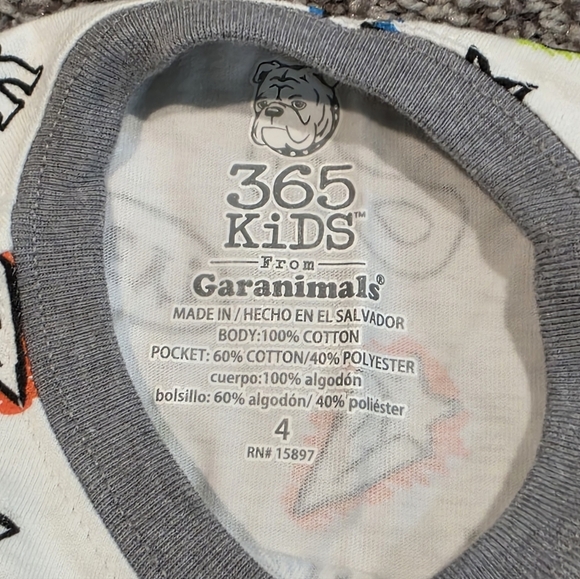 365
KiDS™
From
Garanimals®
MADE IN / HECHO EN EL SALVADOR
BODY:100% COTTON
POCKET: 60% COTTON/40% POLYESTER
cuerpo:100% algodón
bolsillo: 60% algodón/ 40% poliéster
4
RN# 15897